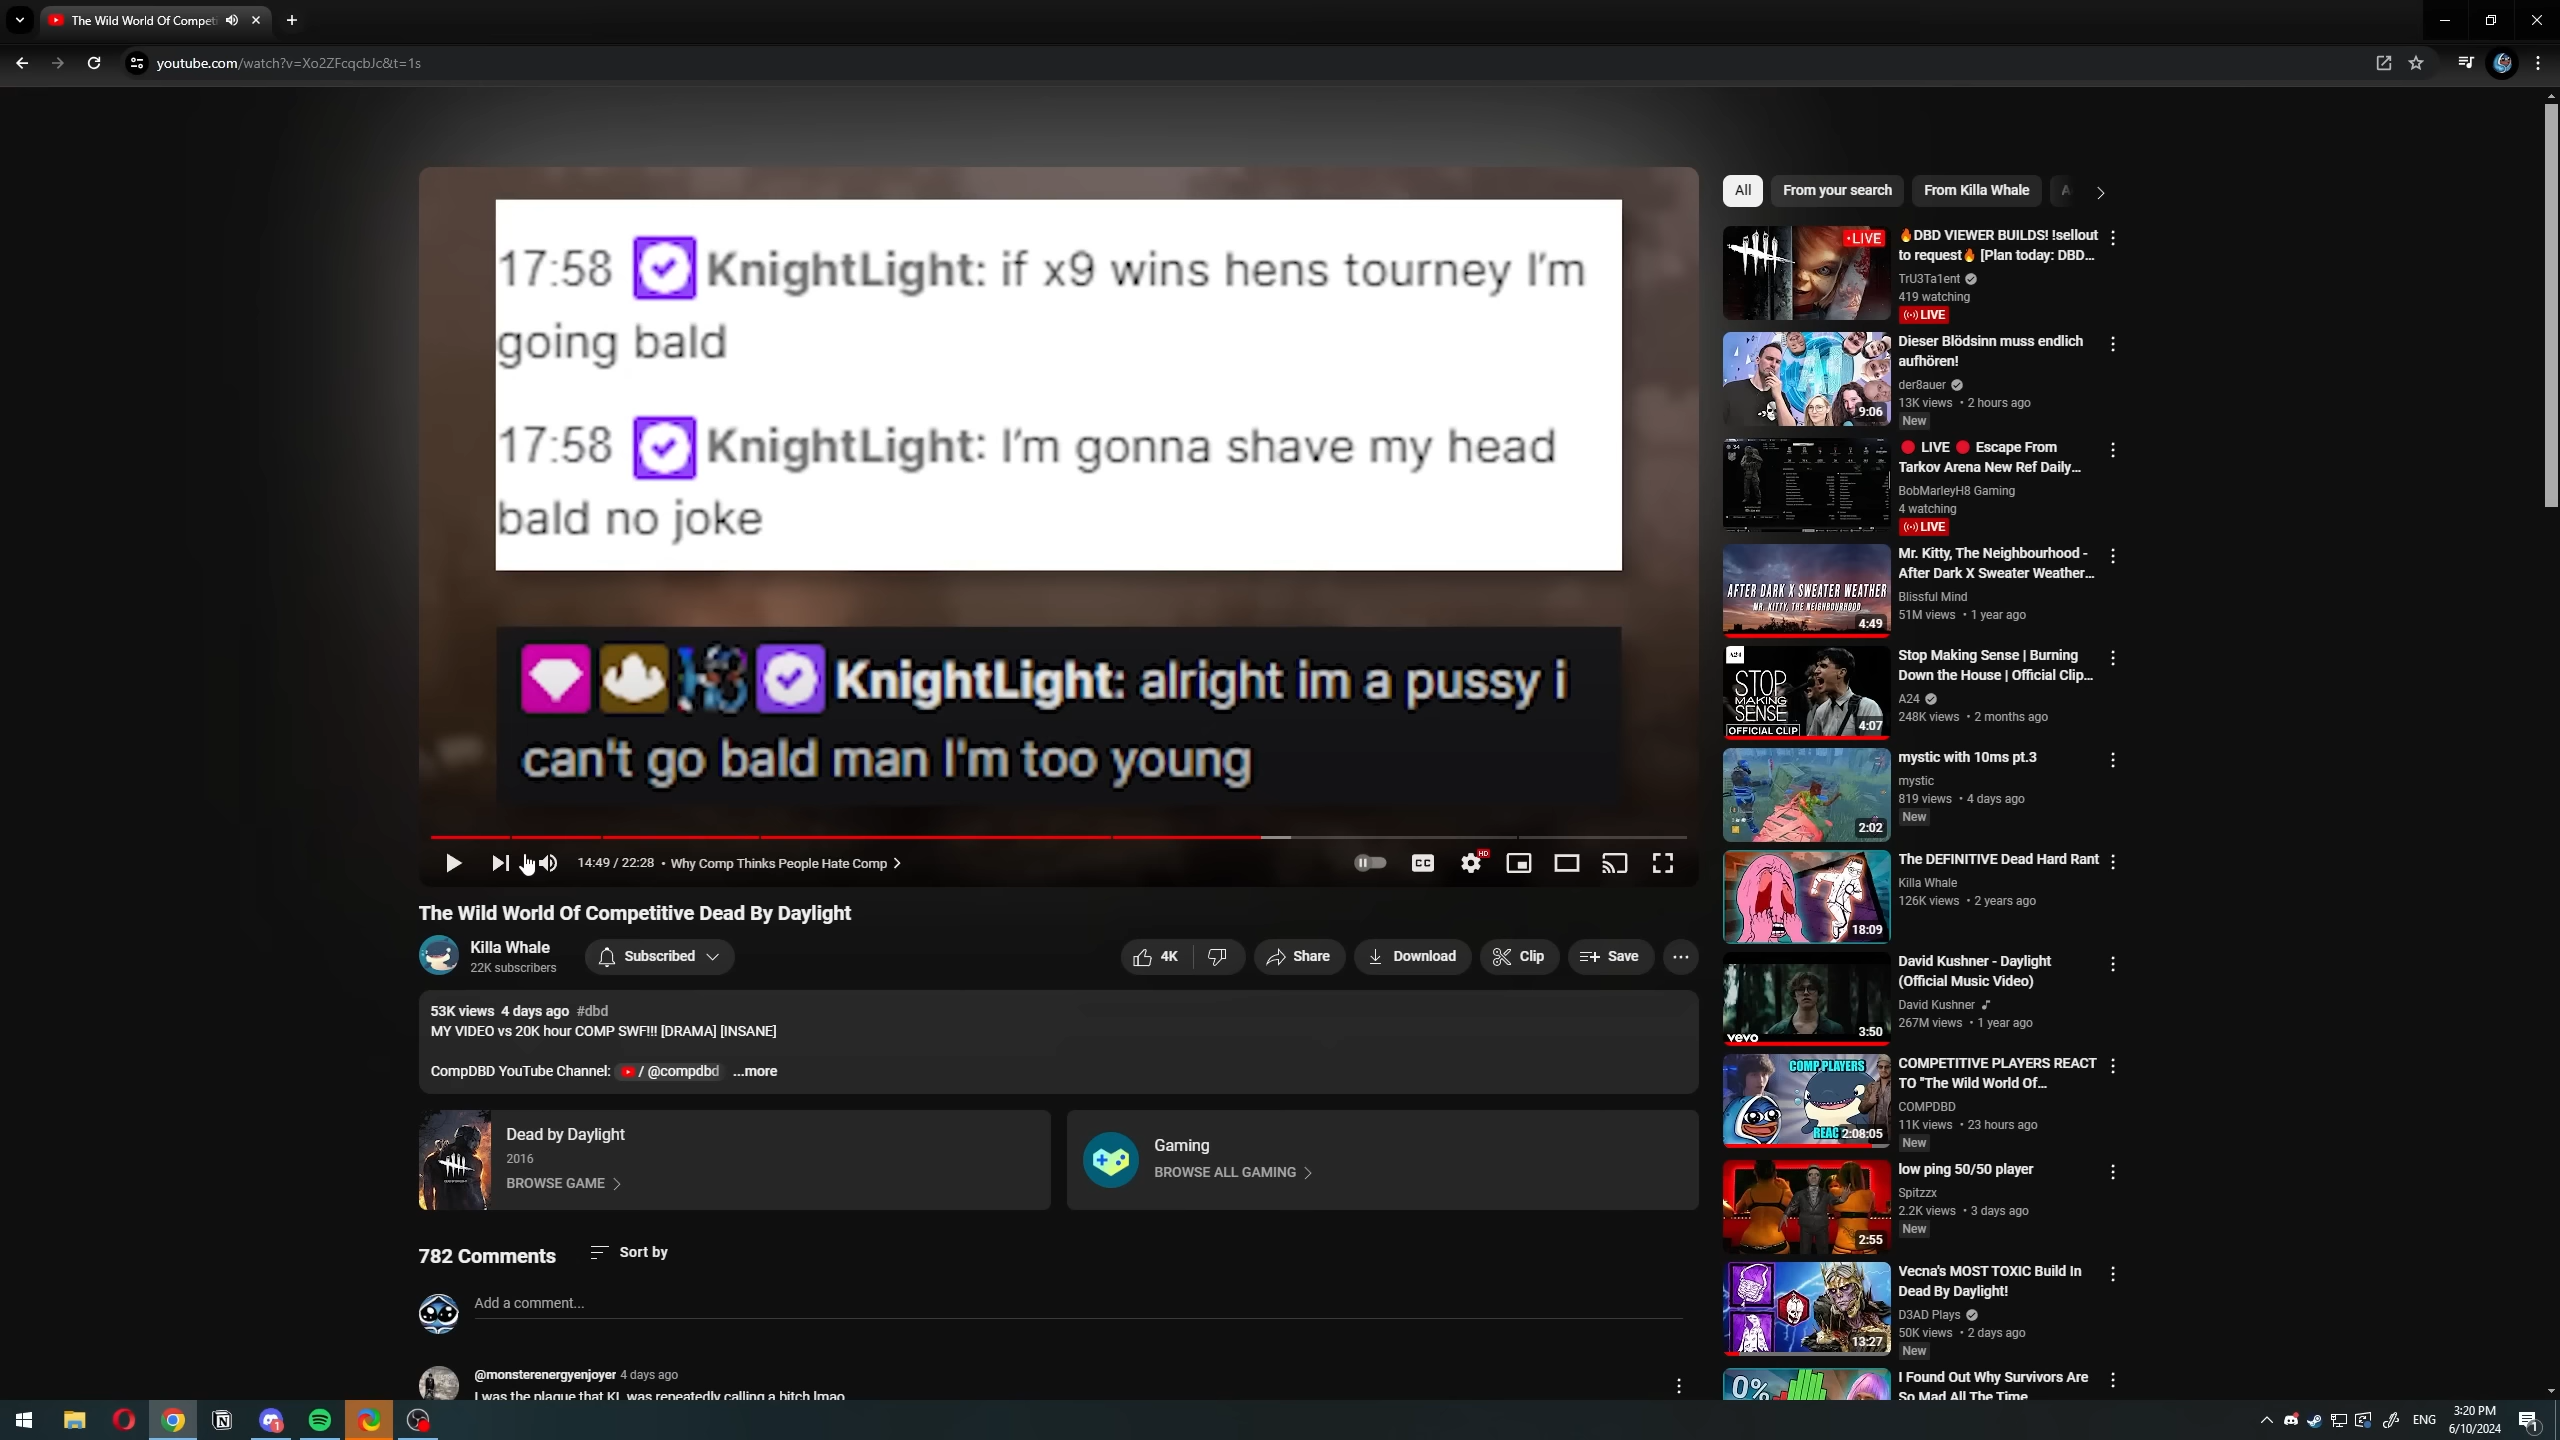 The Wild World Of Competi
youtube.com/watch?v=Xo2ZFcqcbJc&t=1s
17:58 KnightLight: if x9 wins hens tourney I'm
going bald
17:58 KnightLight: I'm gonna shave my head
bald no joke
KnightLight: alright im a pussy i
can't go bald man I'm too young
14:49 / 22:28 • Why Comp Thinks People Hate Comp
CC
HD
The Wild World Of Competitive Dead By Daylight
Killa Whale
22K subscribers
Subscribed
4K
Share
Download
Clip
Save
53K views 4 days ago #dbd
MY VIDEO vs 20K hour COMP SWF!!! [DRAMA] [INSANE]
CompDBD YouTube Channel: / @compdbd ...more
Dead by Daylight
2016
BROWSE GAME
Gaming
BROWSE ALL GAMING
782 Comments
Sort by
Add a comment...
@monsterenergyenjoyer 4 days ago
I was the plague that KL was repeatedly calling a bitch lmao
All
From your search
From Killa Whale
LIVE
🔥DBD VIEWER BUILDS! !sellout
to request🔥 [Plan today: DBD...
TrU3Ta1ent
419 watching
LIVE
AI
9:06
Dieser Blödsinn muss endlich
aufhören!
der8auer
13K views • 2 hours ago
New
🔴 LIVE 🔴 Escape From
Tarkov Arena New Ref Daily...
BobMarleyH8 Gaming
4 watching
LIVE
AFTER DARK X SWEATER WEATHER
MR. KITTY, THE NEIGHBOURHOOD
4:49
Mr. Kitty, The Neighbourhood -
After Dark X Sweater Weather...
Blissful Mind
51M views • 1 year ago
A24
STOP
MAKING
SENSE
OFFICIAL CLIP
4:07
Stop Making Sense | Burning
Down the House | Official Clip...
A24
248K views • 2 months ago
2:02
mystic with 10ms pt.3
mystic
819 views • 4 days ago
New
18:09
The DEFINITIVE Dead Hard Rant
Killa Whale
126K views • 2 years ago
vevo
3:50
David Kushner - Daylight
(Official Music Video)
David Kushner
267M views • 1 year ago
COMP PLAYERS
REAC
2:08:05
COMPETITIVE PLAYERS REACT
TO "The Wild World Of...
COMPDBD
11K views • 23 hours ago
New
2:55
low ping 50/50 player
Spitzzx
2.2K views • 3 days ago
New
13:27
Vecna's MOST TOXIC Build In
Dead By Daylight!
D3AD Plays
50K views • 2 days ago
New
0%
I Found Out Why Survivors Are
So Mad All The Time
ENG
3:20 PM
6/10/2024
1